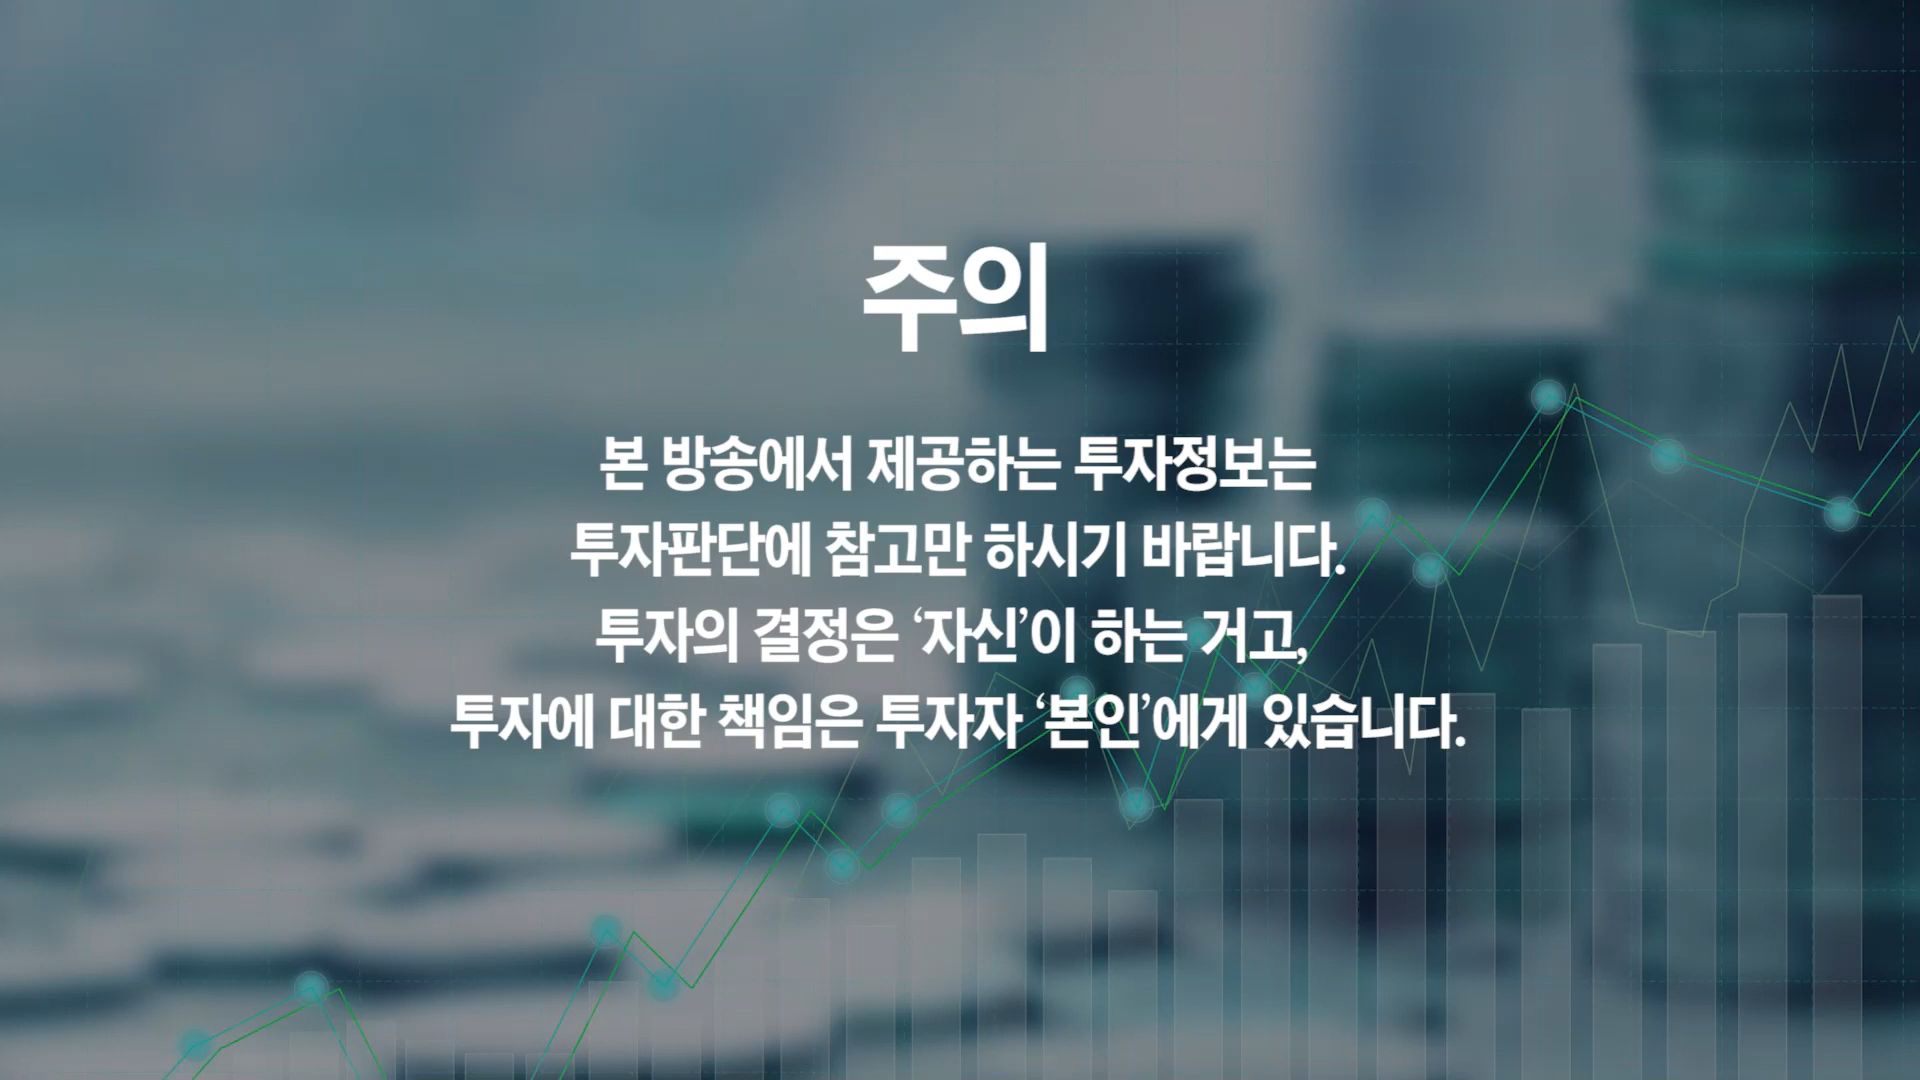 주의
본 방송에서 제공하는 투자정보는
투자판단에 참고만 하시기 바랍니다.
투자의 결정은 ‘자신’이 하는 거고,
투자에 대한 책임은 투자자 ‘본인’에게 있습니다.